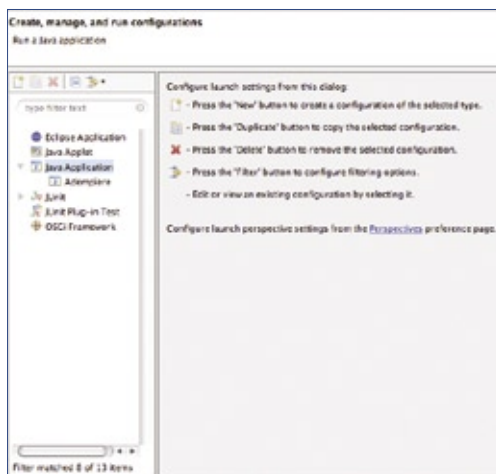 Create, manage, and run configurations
Run a Java application
type filter text
Eclipse Application
Java Applet
Java Application
Adempiere
JUnit
JUnit Plug-in Test
OSGi Framework
Filter matched 8 of 13 items
Configure launch settings from this dialog:
- Press the 'New' button to create a configuration of the selected type.
- Press the 'Duplicate' button to copy the selected configuration.
- Press the 'Delete' button to remove the selected configuration.
- Press the 'Filter' button to configure filtering options.
- Edit or view an existing configuration by selecting it.
Configure launch perspective settings from the Perspectives preference page.